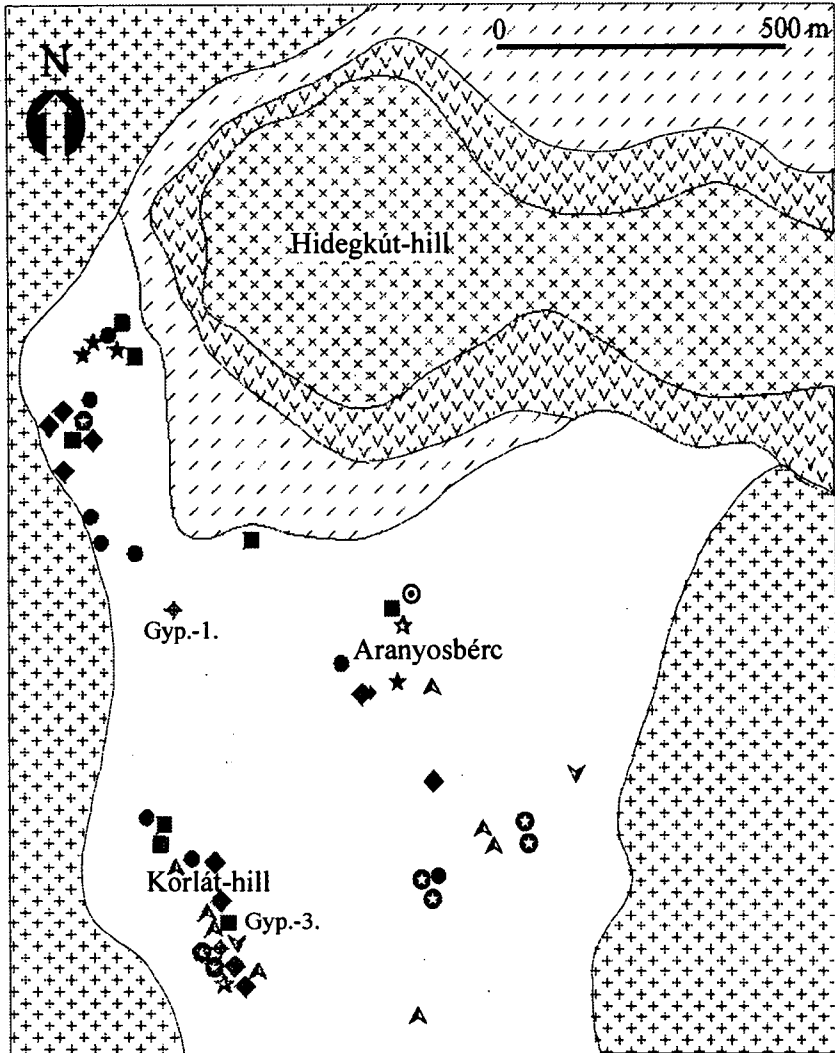 0 500 m
N
Hidegkút-hill
Gyp.-1.
Aranyosbérc
Korlát-hill
Gyp.-3.